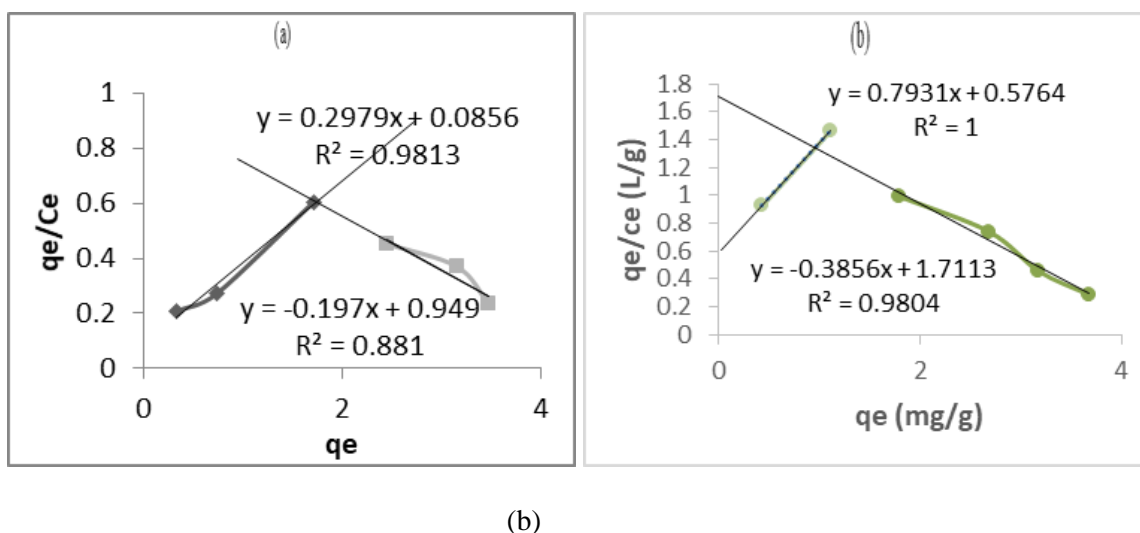 (a)
1
0.8
0.6
0.4
0.2
0
qe/Ce
y = 0.2979x + 0.0856
R² = 0.9813
y = -0.197x + 0.949
R² = 0.881
0
2
4
qe
(b)
1.8
1.6
1.4
1.2
1
0.8
0.6
0.4
0.2
0
qe/ce (L/g)
y = 0.7931x + 0.5764
R² = 1
y = -0.3856x + 1.7113
R² = 0.9804
0
2
4
qe (mg/g)
(b)